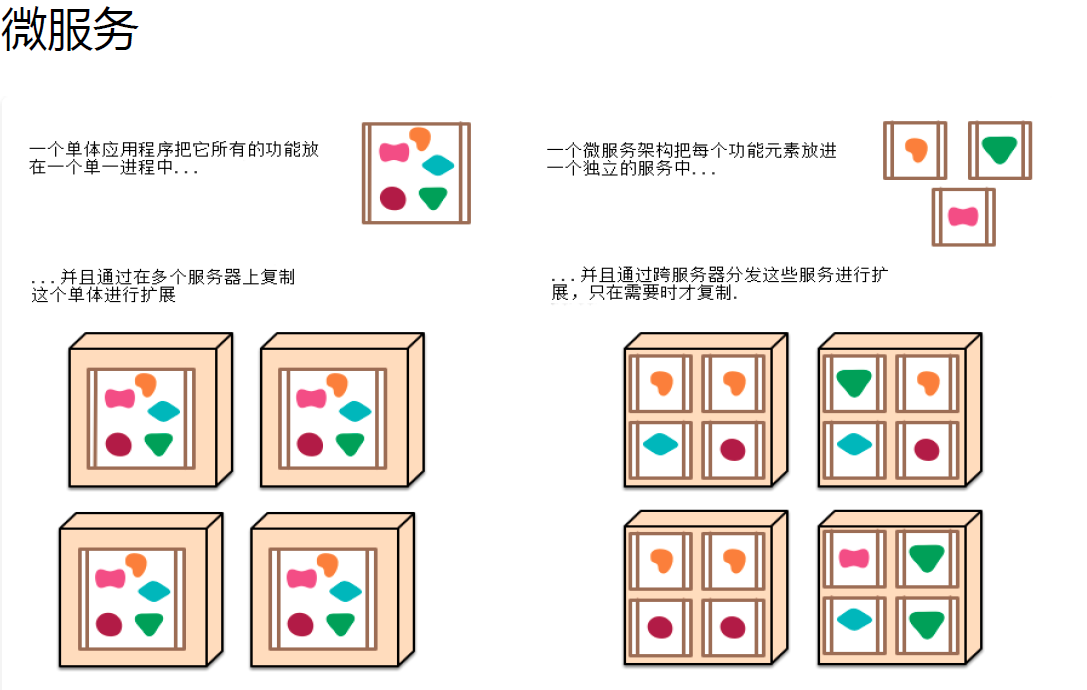 微服务
一个单体应用程序把它所有的功能放
在一个单一进程中...
一个微服务架构把每个功能元素放进
一个独立的服务中...
...并且通过在多个服务器上复制
这个单体进行扩展
...并且通过跨服务器分发这些服务进行扩
展，只在需要时才复制.